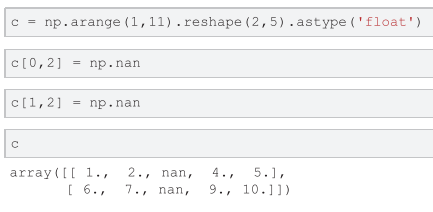 c = np.arange(1,11).reshape(2,5).astype('float')
c[0,2] = np.nan
c[1,2] = np.nan
c
array([[ 1.,  2., nan,  4.,  5.],
       [ 6.,  7., nan,  9., 10.]])